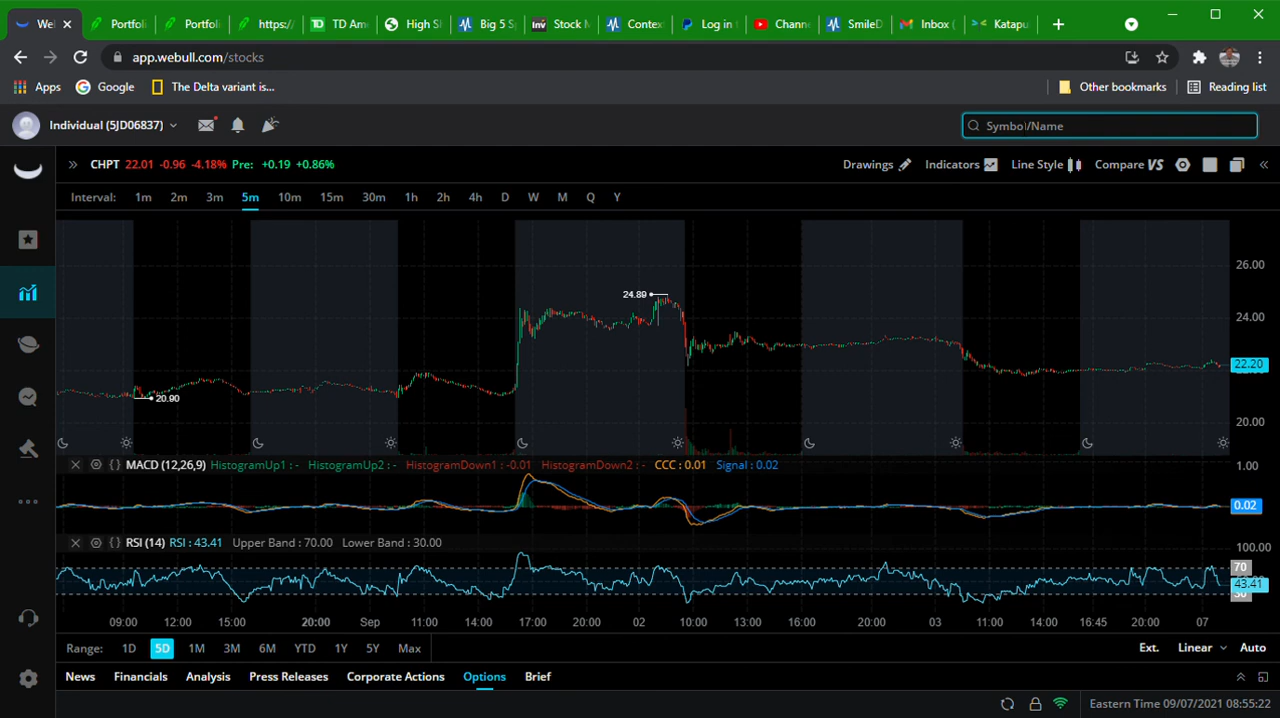 Wel
Portfoli
Portfoli
https:/
TD TD Am
High Sl
Big 5 S
Inv Stock M
Contex
Log in
Chann
SmileD
Inbox (
Katapu
app.webull.com/stocks
Apps Google The Delta variant is...
Other bookmarks Reading list
Individual (5JD06837)
Symbol/Name
CHPT 22.01 -0.96 -4.18% Pre: +0.19 +0.86%
Drawings Indicators Line Style Compare VS
Interval: 1m 2m 3m 5m 10m 15m 30m 1h 2h 4h D W M Q Y
26.00
24.89
24.00
22.20
20.90
20.00
MACD (12,26,9) HistogramUp1 : - HistogramUp2 : - HistogramDown1 : -0.01 HistogramDown2 : - CCC : 0.01 Signal : 0.02
1.00
0.02
RSI (14) RSI : 43.41 Upper Band : 70.00 Lower Band : 30.00
100.00
70
43.41
30
09:00 12:00 15:00 20:00 Sep 11:00 14:00 17:00 20:00 02 10:00 13:00 16:00 20:00 03 11:00 14:00 16:45 20:00 07
Range: 1D 5D 1M 3M 6M YTD 1Y 5Y Max
Ext. Linear Auto
News Financials Analysis Press Releases Corporate Actions Options Brief
Eastern Time 09/07/2021 08:55:22